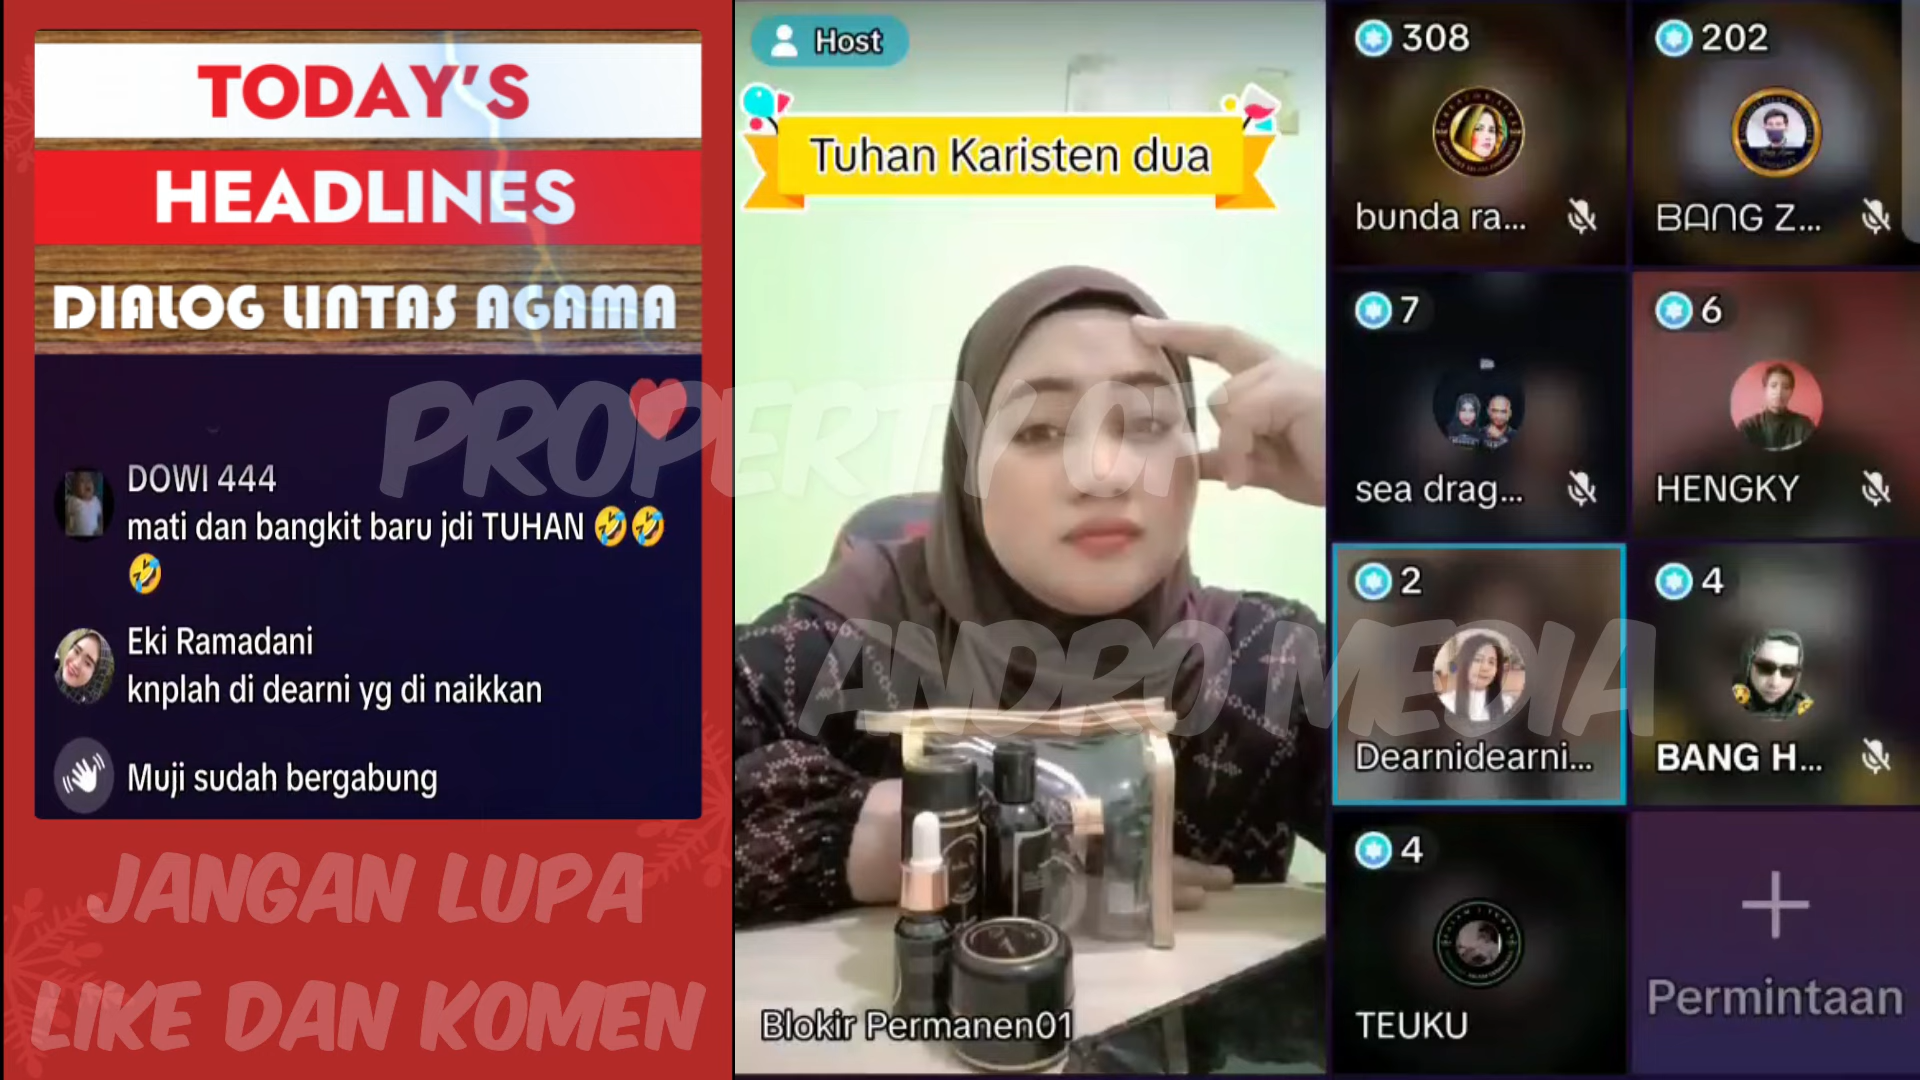 TODAY'S
HEADLINES
DIALOG LINTAS AGAMA
DOWI 444
mati dan bangkit baru jdi TUHAN 🤣🤣
🤣
Eki Ramadani
knplah di dearni yg di naikkan
Muji sudah bergabung
JANGAN LUPA
LIKE DAN KOMEN
PROPERTY OF
ANDRO MEDIA
Host
Tuhan Karisten dua
Blokir Permanen01
308
bunda ra...
202
BANG Z...
7
sea drag...
6
HENGKY
2
Dearnidearni...
4
BANG H...
4
TEUKU
Permintaan